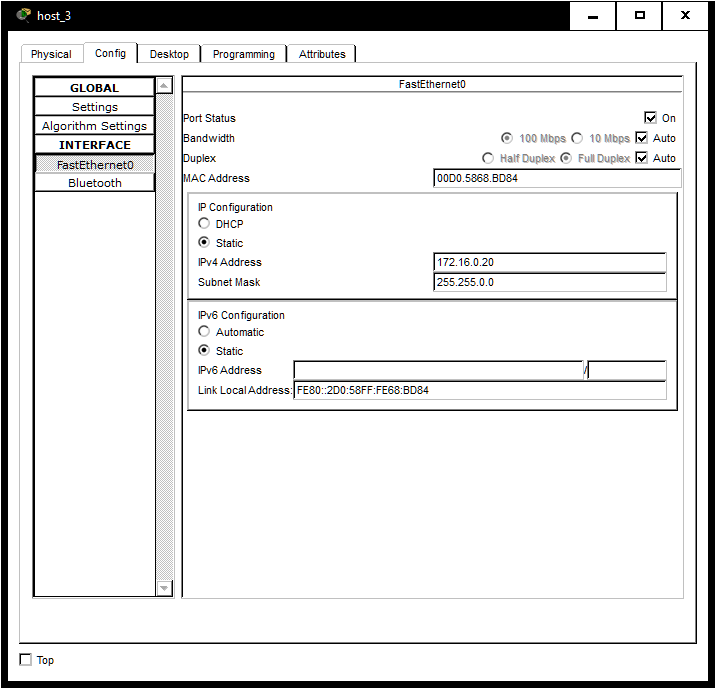 host_3
Physical Config Desktop Programming Attributes
GLOBAL
Settings
Algorithm Settings
INTERFACE
FastEthernet0
Bluetooth
FastEthernet0
Port Status On
Bandwidth 100 Mbps 10 Mbps Auto
Duplex Half Duplex Full Duplex Auto
MAC Address 00D0.5868.BD84
IP Configuration
DHCP
Static
IPv4 Address 172.16.0.20
Subnet Mask 255.255.0.0
IPv6 Configuration
Automatic
Static
IPv6 Address /
Link Local Address: FE80::2D0:58FF:FE68:BD84
Top